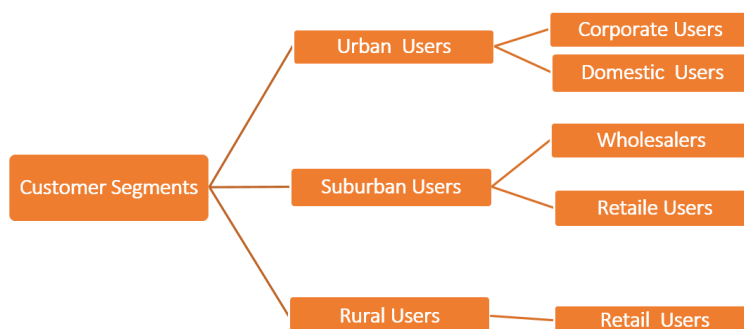 Customer Segments
Urban Users
Corporate Users
Domestic Users
Suburban Users
Wholesalers
Retaile Users
Rural Users
Retail Users